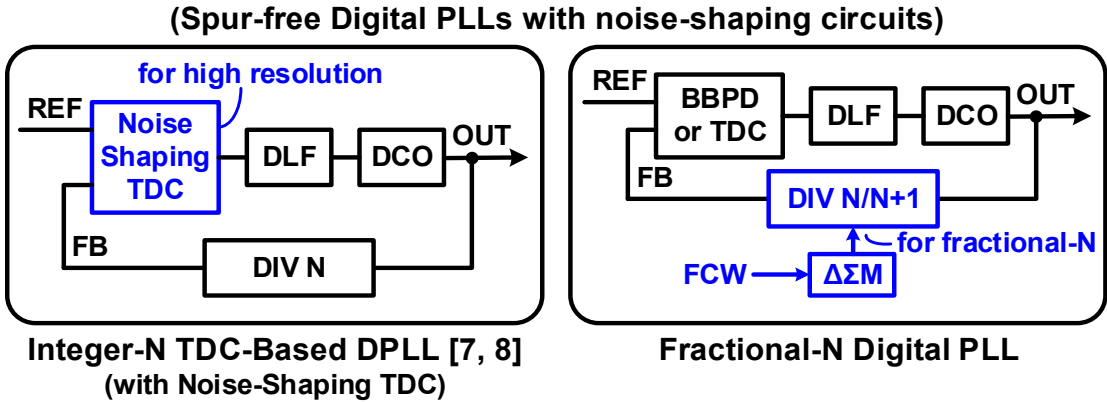 (Spur-free Digital PLLs with noise-shaping circuits)
for high resolution
REF
Noise
Shaping
TDC
DLF
DCO
OUT
FB
DIV N
Integer-N TDC-Based DPLL [7, 8]
(with Noise-Shaping TDC)
REF
BBPD
or TDC
DLF
DCO
OUT
FB
DIV N/N+1
for fractional-N
FCW
ΔΣM
Fractional-N Digital PLL